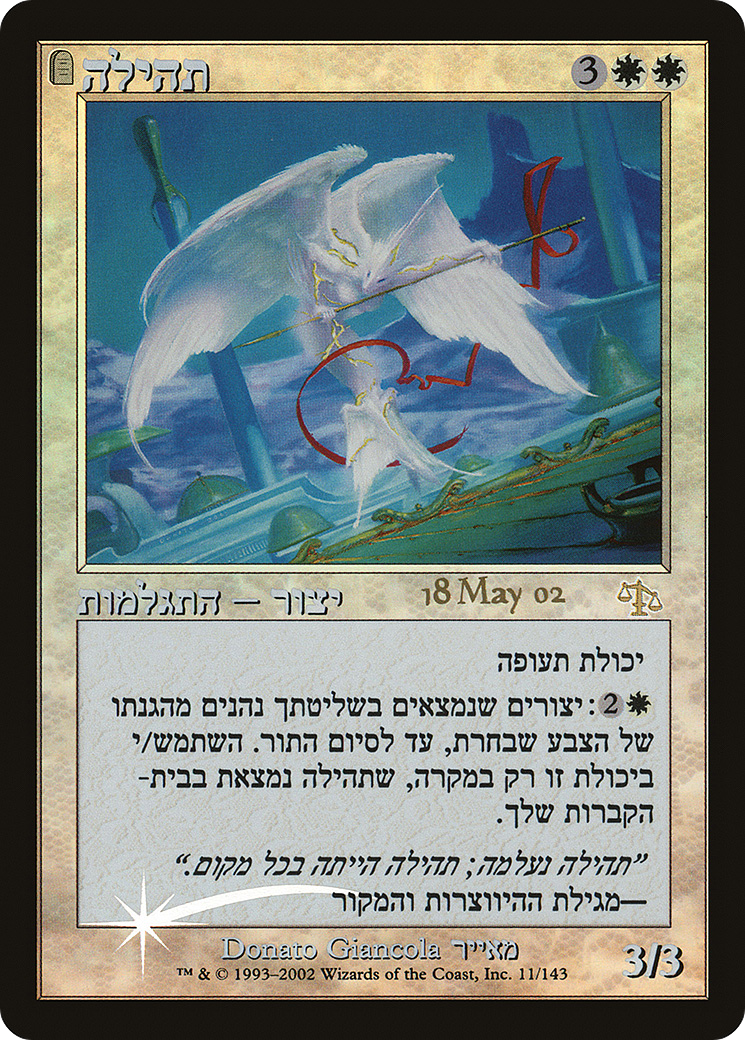 תהילה 3
יצור – התגלמות 18 May 02
יכולת תעופה
2: יצורים שנמצאים בשליטתך נהנים מהגנתו
של הצבע שבחרת, עד לסיום התור. השתמש/י
ביכולת זו רק במקרה, שתהילה נמצאת בבית-
הקברות שלך.
”תהילה נעלמה; תהילה הייתה בכל מקום.“
—מגילת ההיווצרות והמקור
מאייר Donato Giancola
3/3
™ & © 1993–2002 Wizards of the Coast, Inc. 11/143